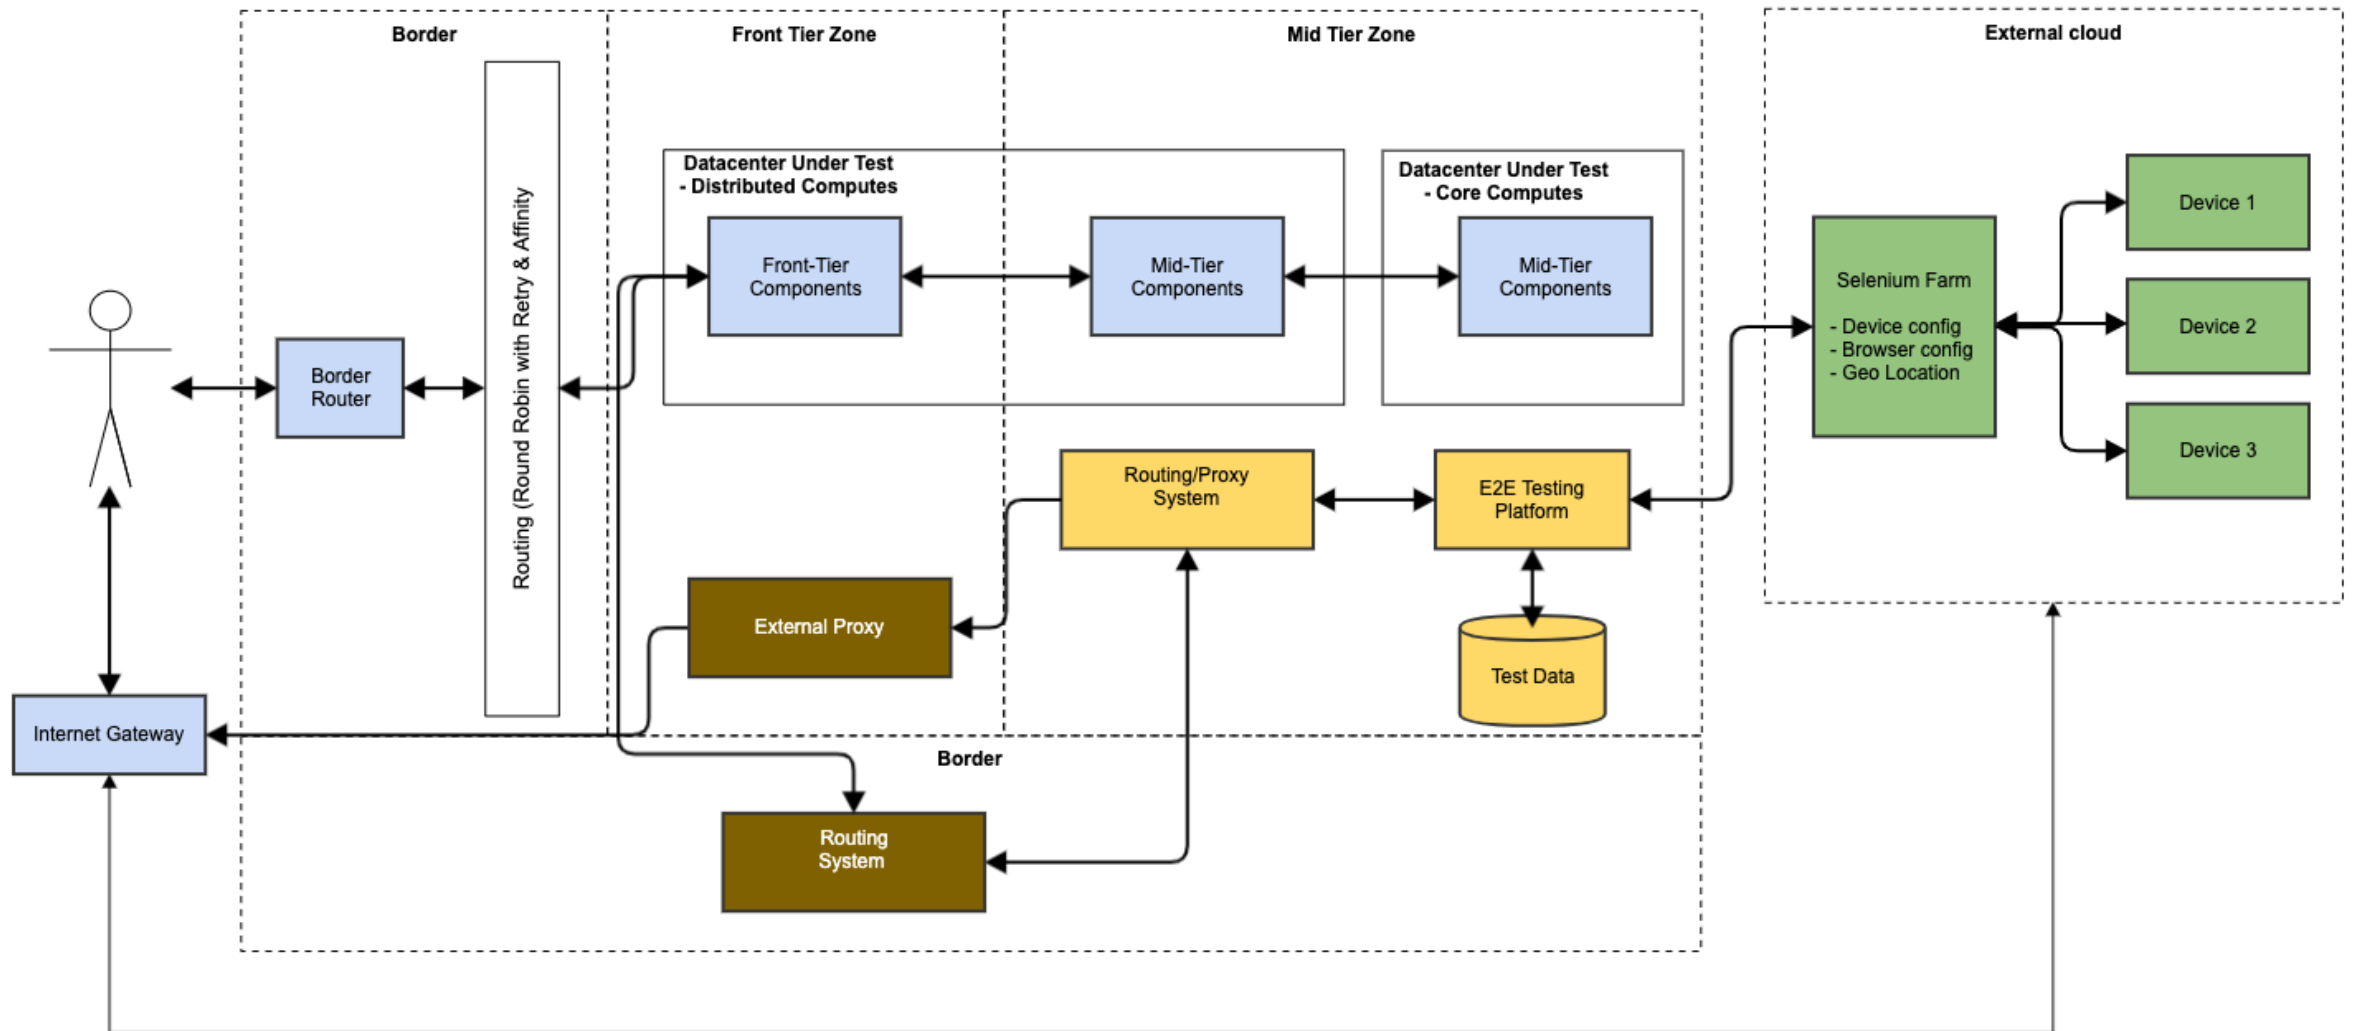 Border
Front Tier Zone
Mid Tier Zone
External cloud
Routing (Round Robin with Retry & Affinity
Datacenter Under Test
- Distributed Computes
Datacenter Under Test
- Core Computes
Front-Tier
Components
Mid-Tier
Components
Mid-Tier
Components
Border
Router
Selenium Farm
- Device config
- Browser config
- Geo Location
Device 1
Device 2
Device 3
Routing/Proxy
System
E2E Testing
Platform
External Proxy
Test Data
Internet Gateway
Border
Routing
System